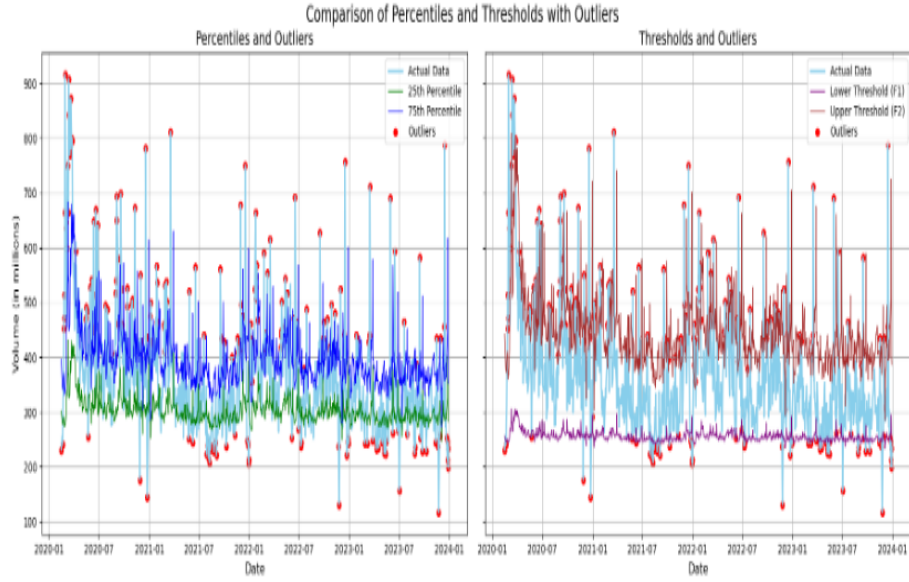 Comparison of Percentiles and Thresholds with Outliers
Percentiles and Outliers
Volume (in millions)
900
800
700
600
500
400
300
200
100
Actual Data
25th Percentile
75th Percentile
Outliers
2020-01 2020-07 2021-01 2021-07 2022-01 2022-07 2023-01 2023-07 2024-01
Date
Thresholds and Outliers
Actual Data
Lower Threshold (F1)
Upper Threshold (F2)
Outliers
2020-01 2020-07 2021-01 2021-07 2022-01 2022-07 2023-01 2023-07 2024-01
Date